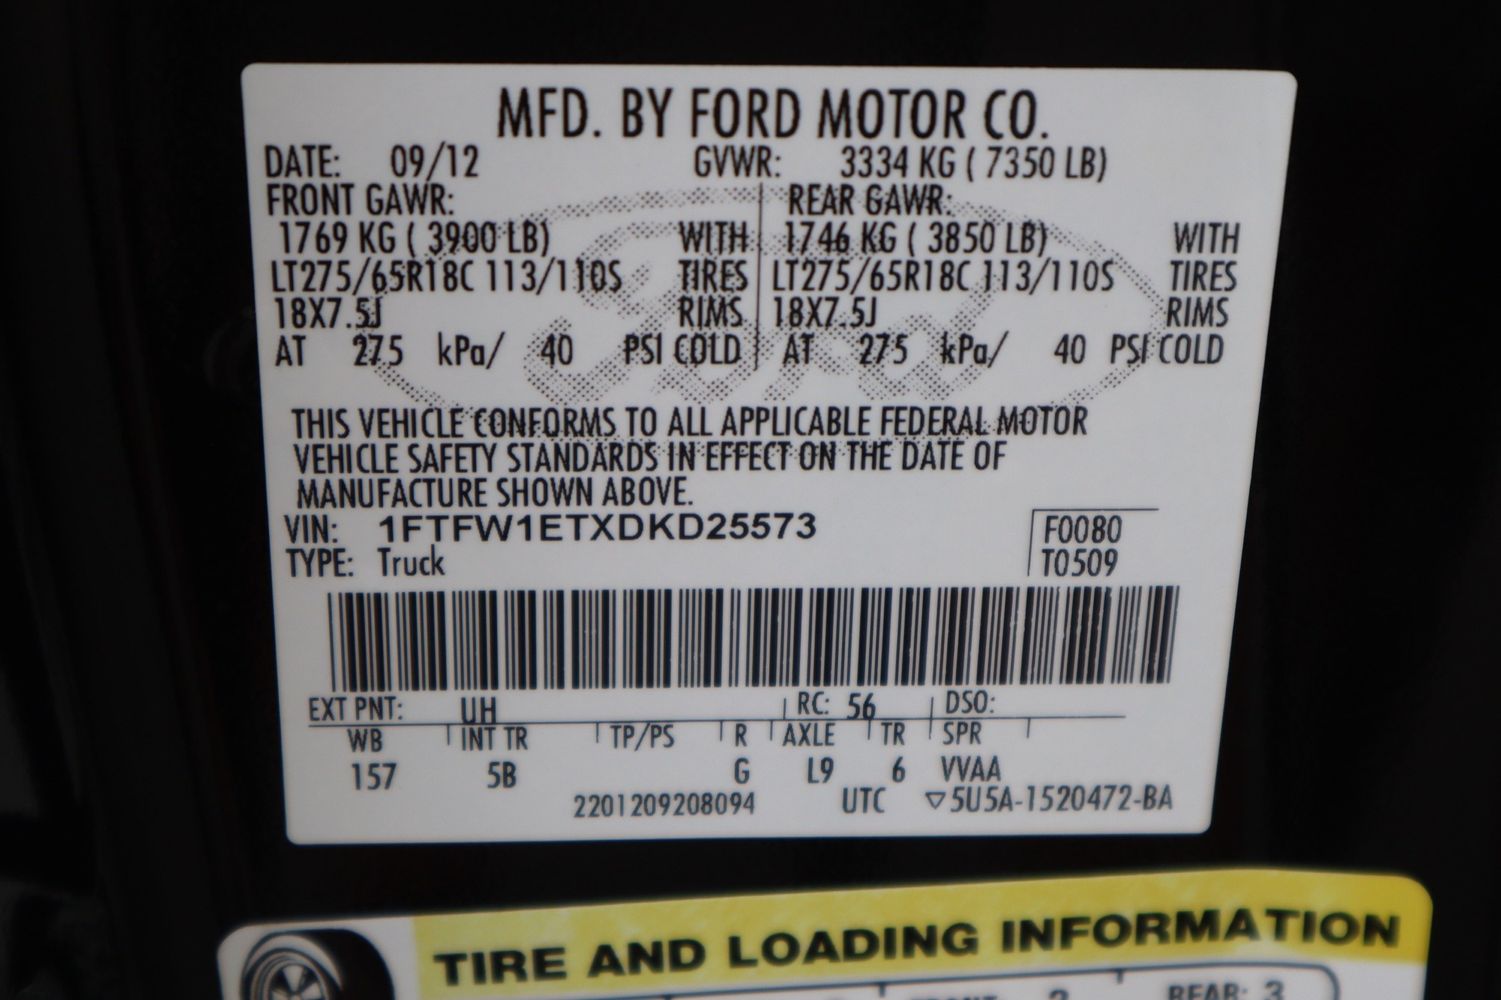 MFD. BY FORD MOTOR CO.
DATE: 09/12 GVWR: 3334 KG ( 7350 LB)
FRONT GAWR: REAR GAWR:
1769 KG ( 3900 LB) WITH 1746 KG ( 3850 LB) WITH
LT275/65R18C 113/110S TIRES LT275/65R18C 113/110S TIRES
18X7.5J RIMS 18X7.5J RIMS
AT 275 kPa/ 40 PSI COLD AT 275 kPa/ 40 PSI COLD
Ford
THIS VEHICLE CONFORMS TO ALL APPLICABLE FEDERAL MOTOR
VEHICLE SAFETY STANDARDS IN EFFECT ON THE DATE OF
MANUFACTURE SHOWN ABOVE.
VIN: 1FTFW1ETXDKD25573 F0080
TYPE: Truck T0509
EXT PNT: UH RC: 56 DSO:
WB INT TR TP/PS R AXLE TR SPR
157 5B G L9 6 VVAA
2201209208094 UTC ▽5U5A-1520472-BA
TIRE AND LOADING INFORMATION
REAR: 3